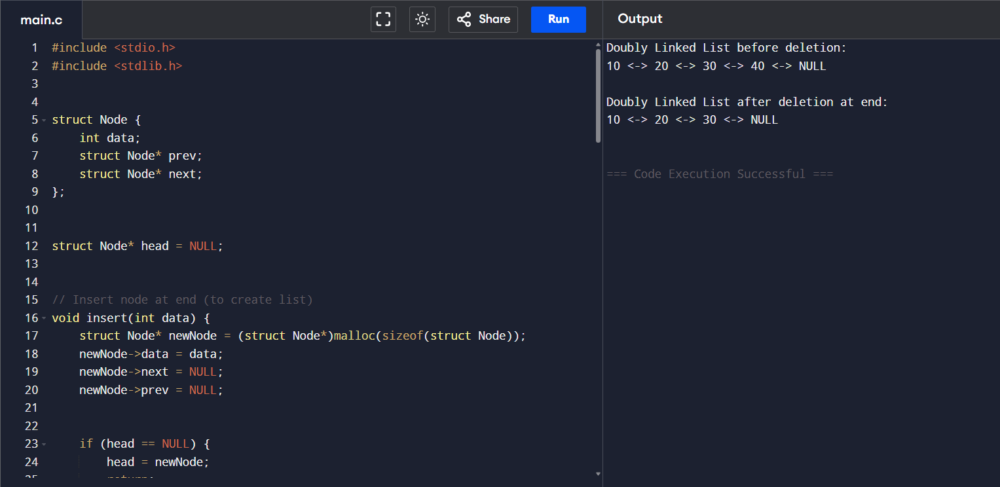 main.c
Share
Run
Output
1 #include <stdio.h>
2 #include <stdlib.h>
3
4
5 struct Node {
6     int data;
7     struct Node* prev;
8     struct Node* next;
9 };
10
11
12 struct Node* head = NULL;
13
14
15 // Insert node at end (to create list)
16 void insert(int data) {
17     struct Node* newNode = (struct Node*)malloc(sizeof(struct Node));
18     newNode->data = data;
19     newNode->next = NULL;
20     newNode->prev = NULL;
21
22
23     if (head == NULL) {
24         head = newNode;
Doubly Linked List before deletion:
10 <-> 20 <-> 30 <-> 40 <-> NULL
Doubly Linked List after deletion at end:
10 <-> 20 <-> 30 <-> NULL
=== Code Execution Successful ===